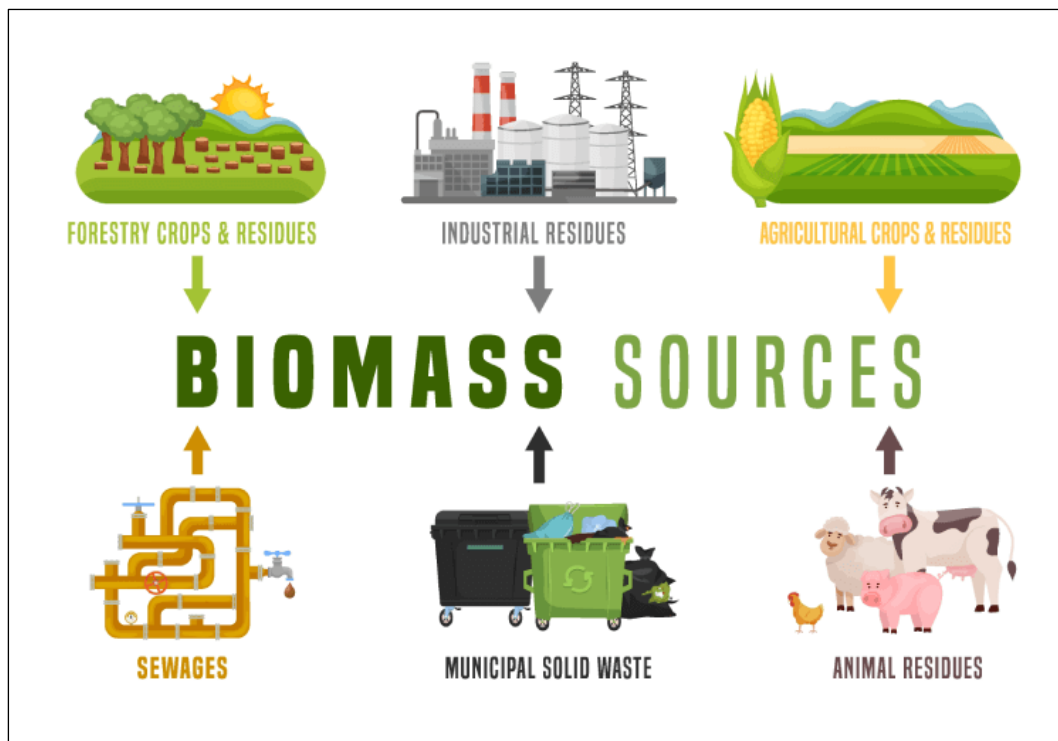 FORESTRY CROPS & RESIDUES
INDUSTRIAL RESIDUES
AGRICULTURAL CROPS & RESIDUES
BIOMASS SOURCES
SEWAGES
MUNICIPAL SOLID WASTE
ANIMAL RESIDUES